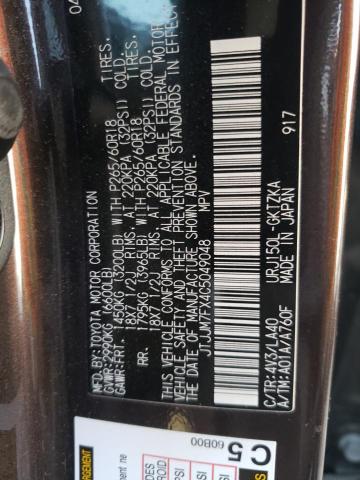 MFD. BY: TOYOTA MOTOR CORPORATION 04
GVWR:2990KG (6600LB)
GAWR:FRT. 1450KG (3200LB) WITH P265/60R18 TIRES,
18X7 1/2J RIMS, AT 220KPA (32PSI) COLD.
RR. 1795KG (3965LB) WITH P265/60R18 TIRES,
18X7 1/2J RIMS, AT 220KPA (32PSI) COLD.
THIS VEHICLE CONFORMS TO ALL APPLICABLE FEDERAL MOTOR
VEHICLE SAFETY STANDARDS IN EFFECT
ON THE DATE OF MANUFACTURE SHOWN ABOVE.
JTJJM7FX4C5049048 MPV
C/TR:4V3/LA40 URJ150L-GKTZKA
A/TM:A01A/A760F MADE IN JAPAN
917
C5
60B00